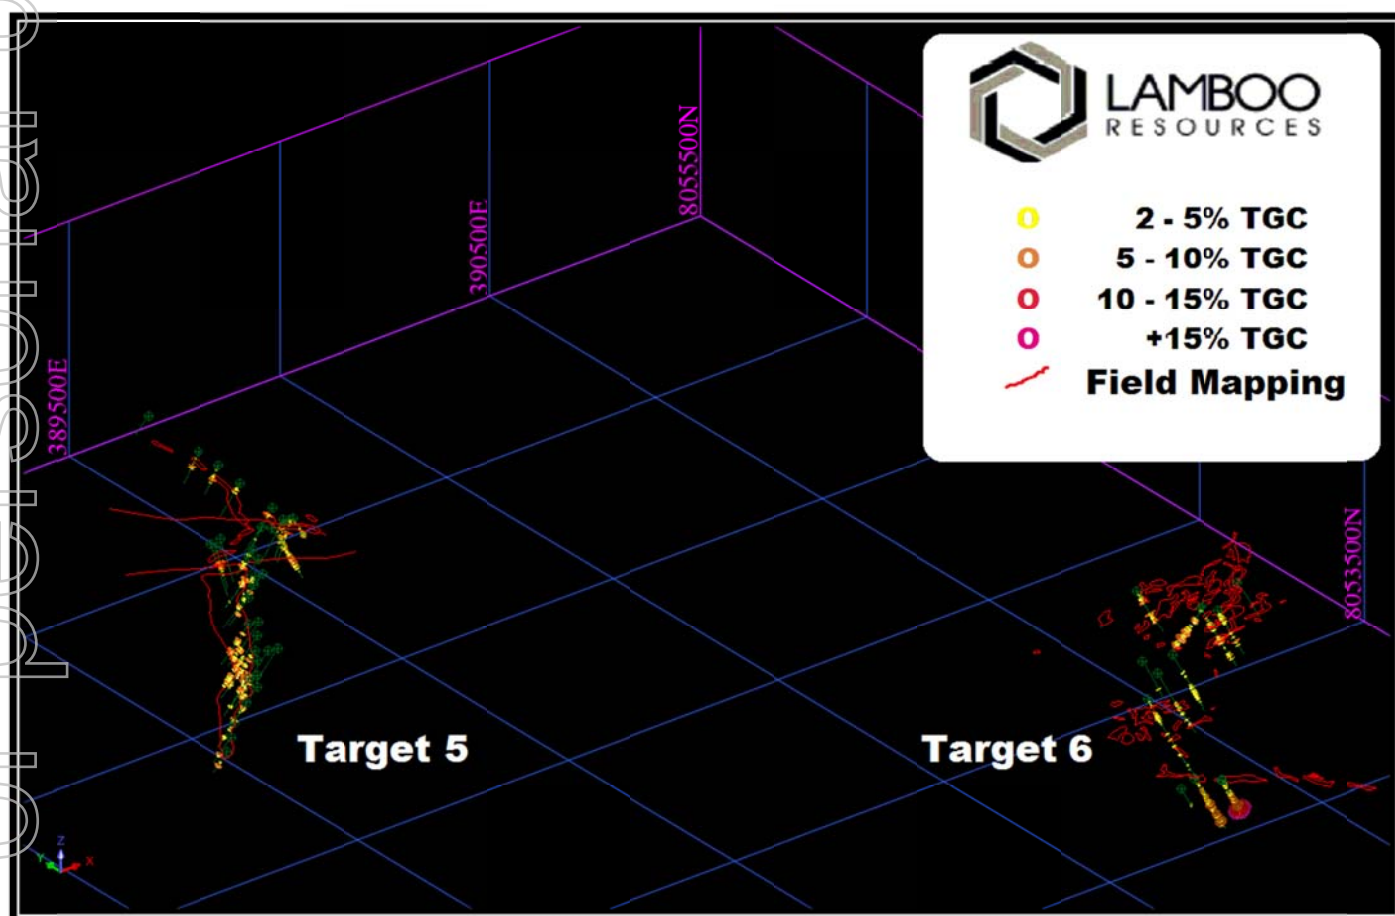 LAMBOO
RESOURCES
2 - 5% TGC
5 - 10% TGC
10 - 15% TGC
+15% TGC
Field Mapping
8055500N
390500E
389500E
8053500N
Target 5
Target 6
Z
Y
X